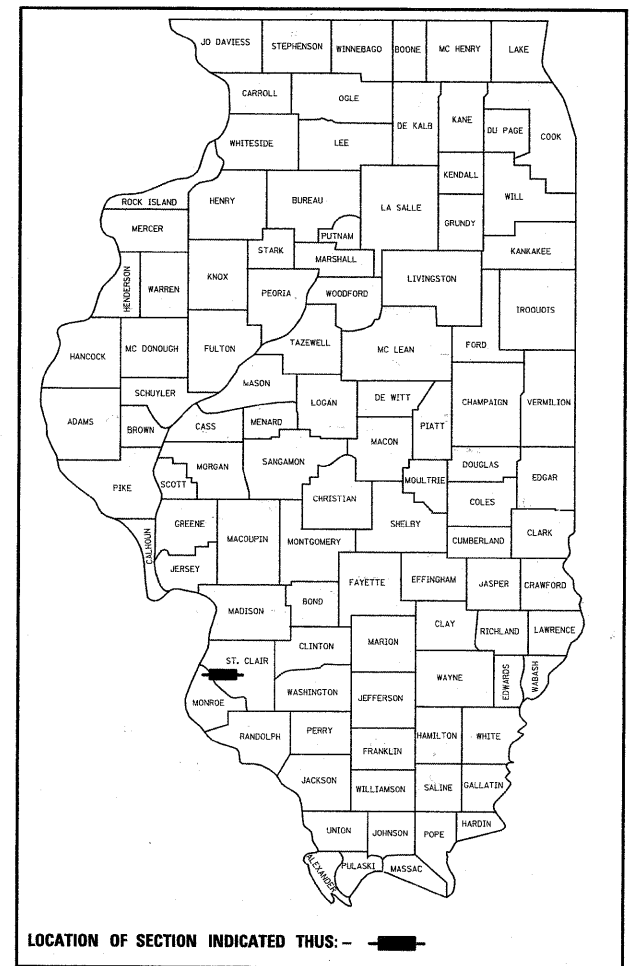 JO DAVIESS STEPHENSON WINNEBAGO BOONE MC HENRY LAKE
CARROLL OGLE
DE KALB KANE DU PAGE COOK
WHITESIDE LEE
KENDALL
ROCK ISLAND HENRY BUREAU LA SALLE WILL
MERCER PUTNAM GRUNDY
STARK MARSHALL KANKAKEE
HENDERSON WARREN KNOX PEORIA WOODFORD LIVINGSTON IROQUOIS
HANCOCK MC DONOUGH FULTON TAZEWELL MC LEAN FORD
MASON
SCHUYLER LOGAN DE WITT CHAMPAIGN VERMILION
ADAMS BROWN CASS MENARD MACON PIATT
PIKE SCOTT MORGAN SANGAMON MOULTRIE DOUGLAS EDGAR
CHRISTIAN COLES
GREENE MACOUPIN MONTGOMERY SHELBY CUMBERLAND CLARK
CALHOUN JERSEY
FAYETTE EFFINGHAM JASPER CRAWFORD
MADISON BOND
CLAY RICHLAND LAWRENCE
CLINTON MARION
ST. CLAIR WAYNE EDWARDS WABASH
MONROE WASHINGTON JEFFERSON
RANDOLPH PERRY HAMILTON WHITE
FRANKLIN
JACKSON WILLIAMSON SALINE GALLATIN
UNION JOHNSON POPE HARDIN
ALEXANDER PULASKI MASSAC
LOCATION OF SECTION INDICATED THUS: –